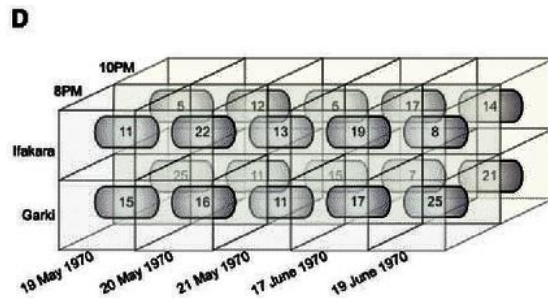 D
10PM
8PM
5 12 5 17 14
Ifakara 11 22 13 19 8
25 11 15 7 21
Garki 15 16 11 17 25
19 May 1970 20 May 1970 21 May 1970 17 June 1970 19 June 1970